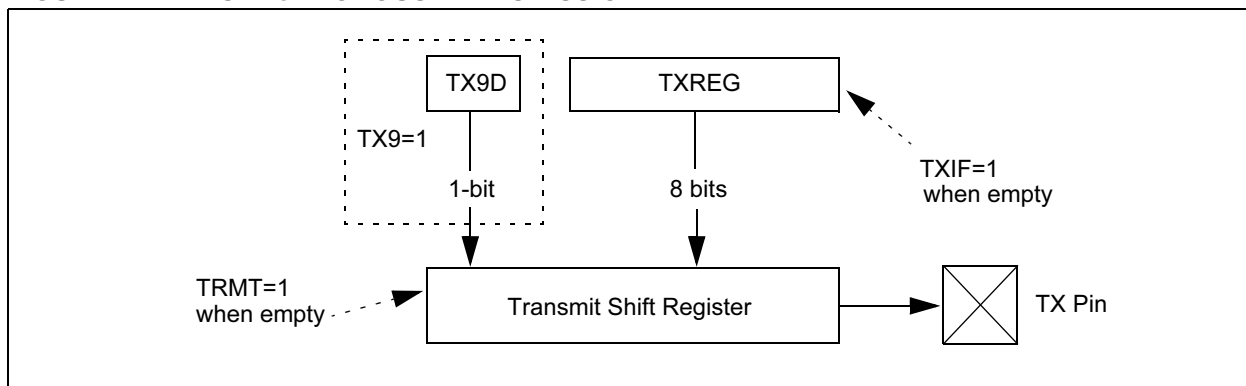 TX9D
TXREG
TX9=1
1-bit
8 bits
TXIF=1
when empty
TRMT=1
when empty
Transmit Shift Register
TX Pin